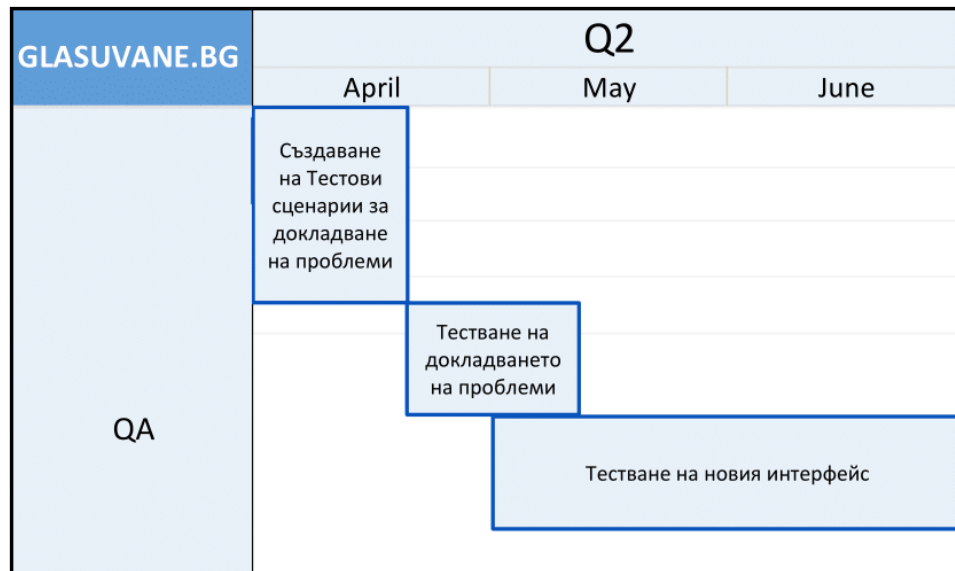 GLASUVANE.BG
Q2
April
May
June
Създаване
на Тестови
сценарии за
докладване
на проблеми
Тестване на
докладването
на проблеми
QA
Тестване на новия интерфейс